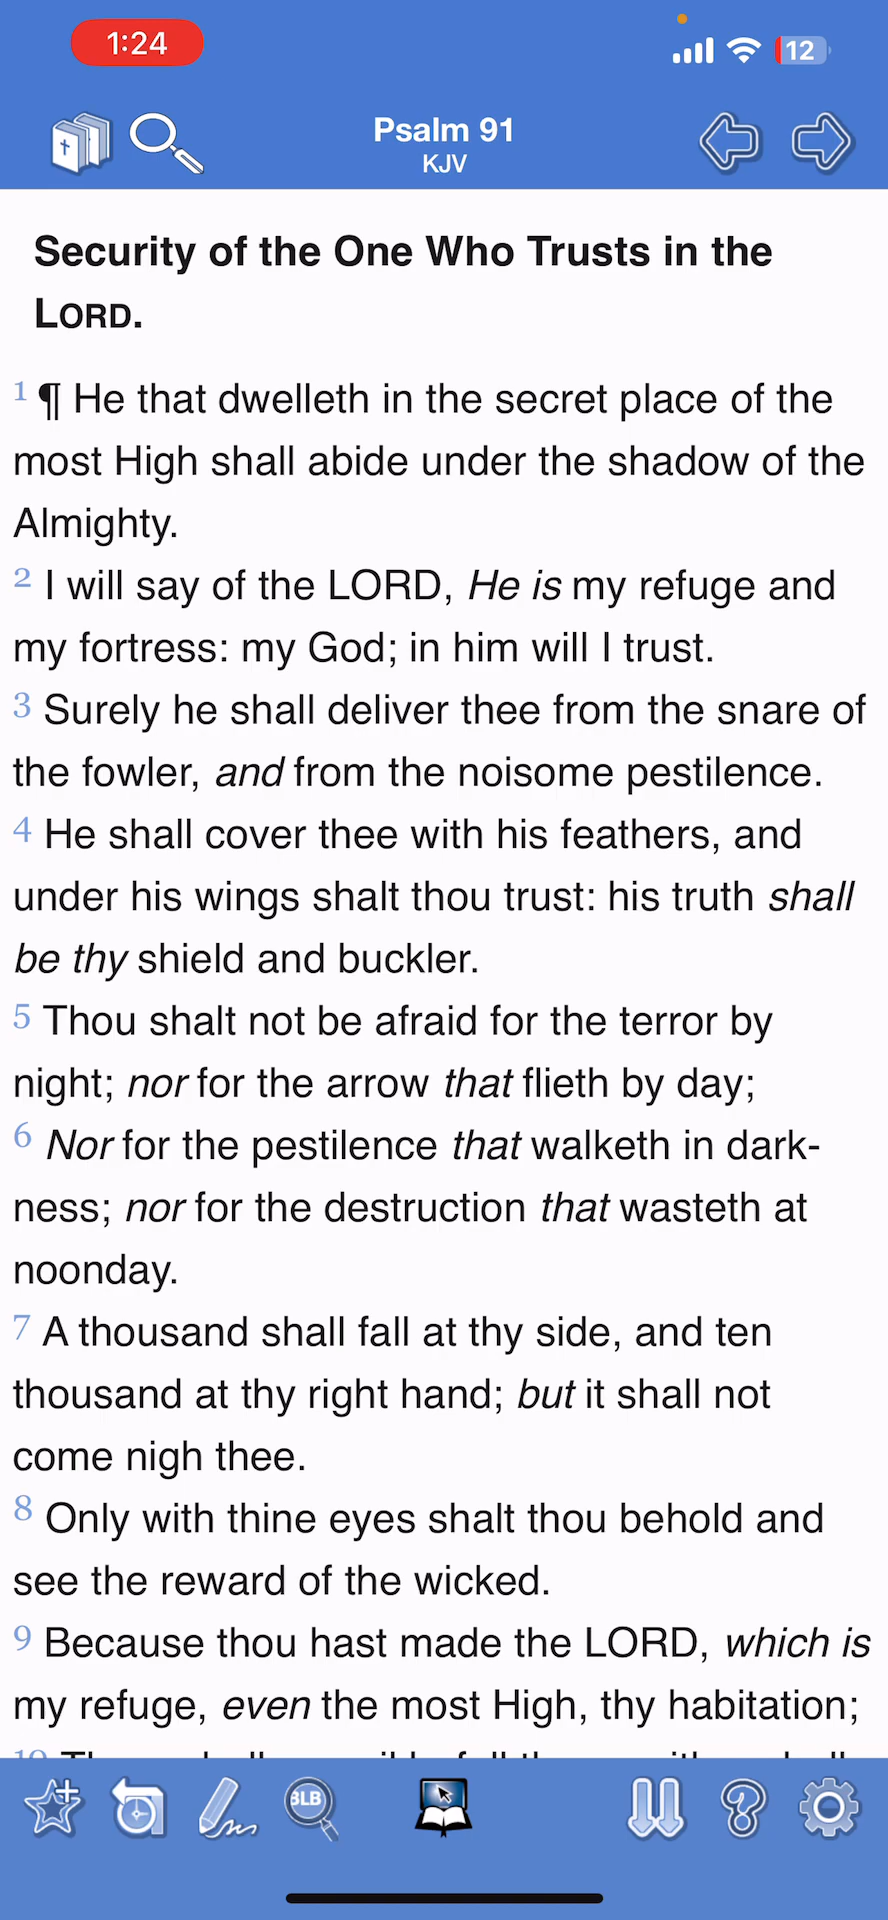 1:24
12
Psalm 91
KJV
Security of the One Who Trusts in the
LORD.
1 ¶ He that dwelleth in the secret place of the
most High shall abide under the shadow of the
Almighty.
2 I will say of the LORD, He is my refuge and
my fortress: my God; in him will I trust.
3 Surely he shall deliver thee from the snare of
the fowler, and from the noisome pestilence.
4 He shall cover thee with his feathers, and
under his wings shalt thou trust: his truth shall
be thy shield and buckler.
5 Thou shalt not be afraid for the terror by
night; nor for the arrow that flieth by day;
6 Nor for the pestilence that walketh in dark-
ness; nor for the destruction that wasteth at
noonday.
7 A thousand shall fall at thy side, and ten
thousand at thy right hand; but it shall not
come nigh thee.
8 Only with thine eyes shalt thou behold and
see the reward of the wicked.
9 Because thou hast made the LORD, which is
my refuge, even the most High, thy habitation;
BLB